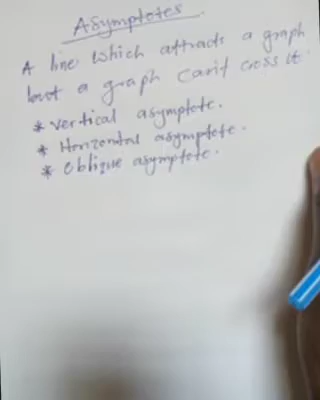 Asymptotes.
A line which attracts a graph
but a graph can't cross it.
* vertical asymptote.
* Horizontal asymptote.
* oblique asymptote.